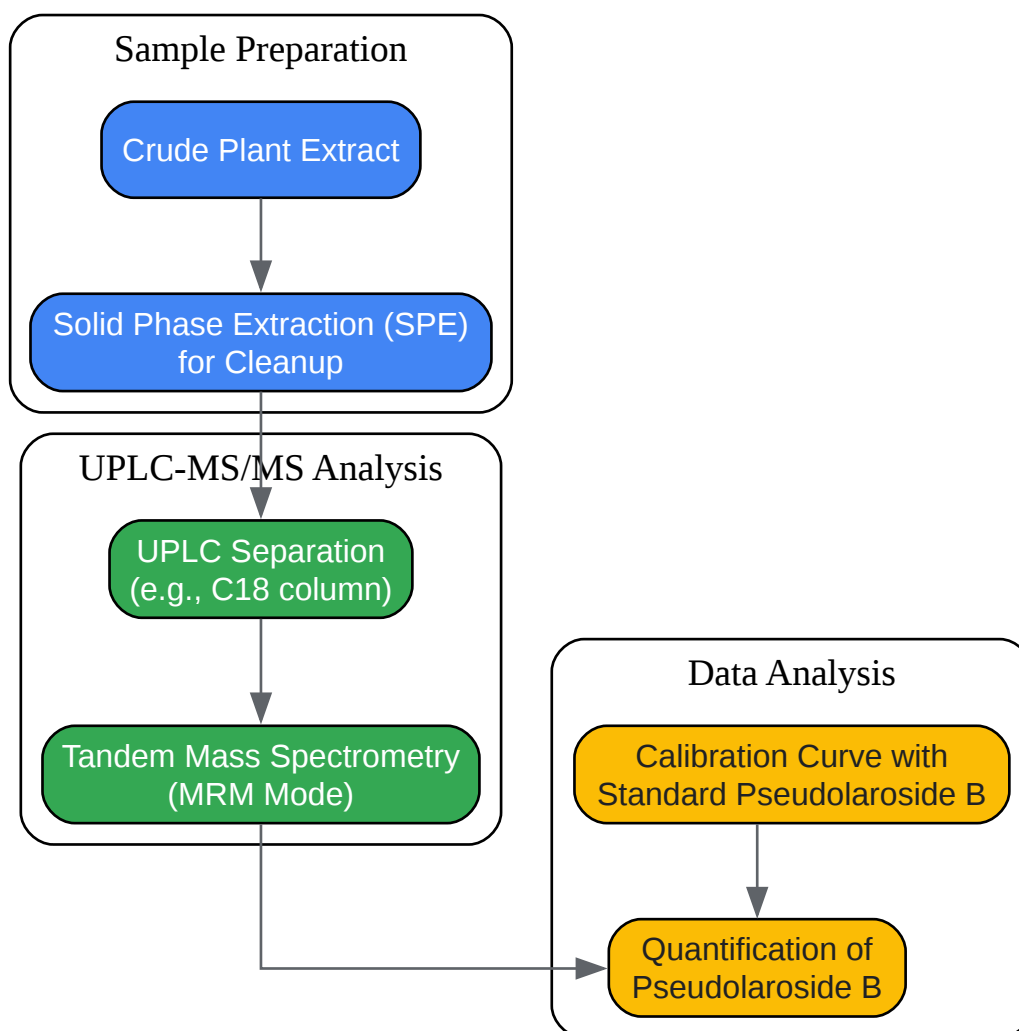 Sample Preparation
Crude Plant Extract
Solid Phase Extraction (SPE)
for Cleanup
UPLC-MS/MS Analysis
UPLC Separation
(e.g., C18 column)
Tandem Mass Spectrometry
(MRM Mode)
Data Analysis
Calibration Curve with
Standard Pseudolaroside B
Quantification of
Pseudolaroside B